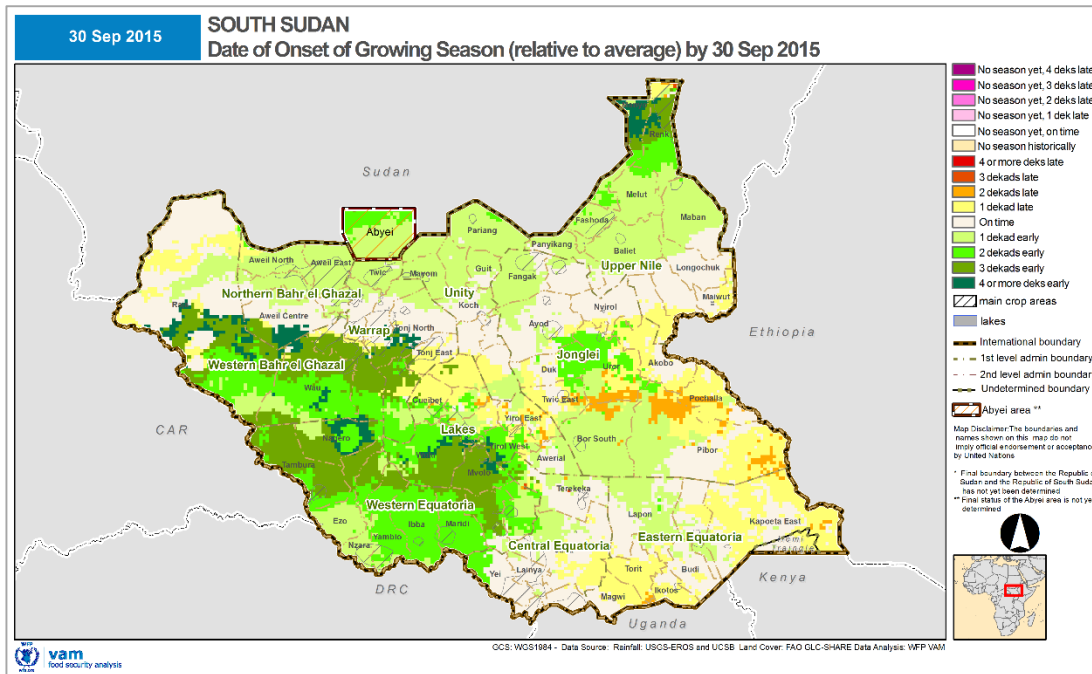 30 Sep 2015
SOUTH SUDAN
Date of Onset of Growing Season (relative to average) by 30 Sep 2015
No season yet, 4 deks late
No season yet, 3 deks late
No season yet, 2 deks late
No season yet, 1 dek late
No season yet, on time
No season historically
4 or more deks late
3 dekads late
2 dekads late
1 dekad late
On time
1 dekad early
2 dekads early
3 dekads early
4 or more deks early
main crop areas
lakes
International boundary
1st level admin boundary
2nd level admin boundar
Undetermined boundary
Abyei area **
Map Disclaimer:The boundaries and
names shown on this map do not
imply official endorsement or acceptance
by United Nations
* Final boundary between the Republic
Sudan and the Republic of South Suda
has not yet been determined
** Final status of the Abyei area is not ye
determined
Sudan
Renk
Melut
Maban
Fashoda
Abyei
Pariang
Panyikang
Baliet
Aweil North
Aweil East
Twic
Mayom
Guit
Fangak
Upper Nile
Longochuk
Northern Bahr el Ghazal
Unity
Koch
Nyirol
Maiwut
Aweil Centre
Warrap
Tonj North
Ayod
Ethiopia
Tonj East
Jonglei
Western Bahr el Ghazal
Duk
Uror
Akobo
Wau
Cueibet
Twic East
Pochalla
Lakes
Yirol East
CAR
Nagero
Yirol West
Bor South
Awerial
Pibor
Tambura
Mvolo
Terekeka
Western Equatoria
Lapon
Ezo
Ibba
Maridi
Kapoeta East
Yambio
Nzara
Central Equatoria
Eastern Equatoria
Yei
Lainya
Torit
Budi
Kenya
DRC
Magwi
Ikotos
Uganda
GCS: WGS1984 - Data Source: Rainfall: USGS-EROS and UCSB Land Cover: FAO GLC-SHARE Data Analysis: WFP VAM
WFP
wfp.org
vam
food security analysis